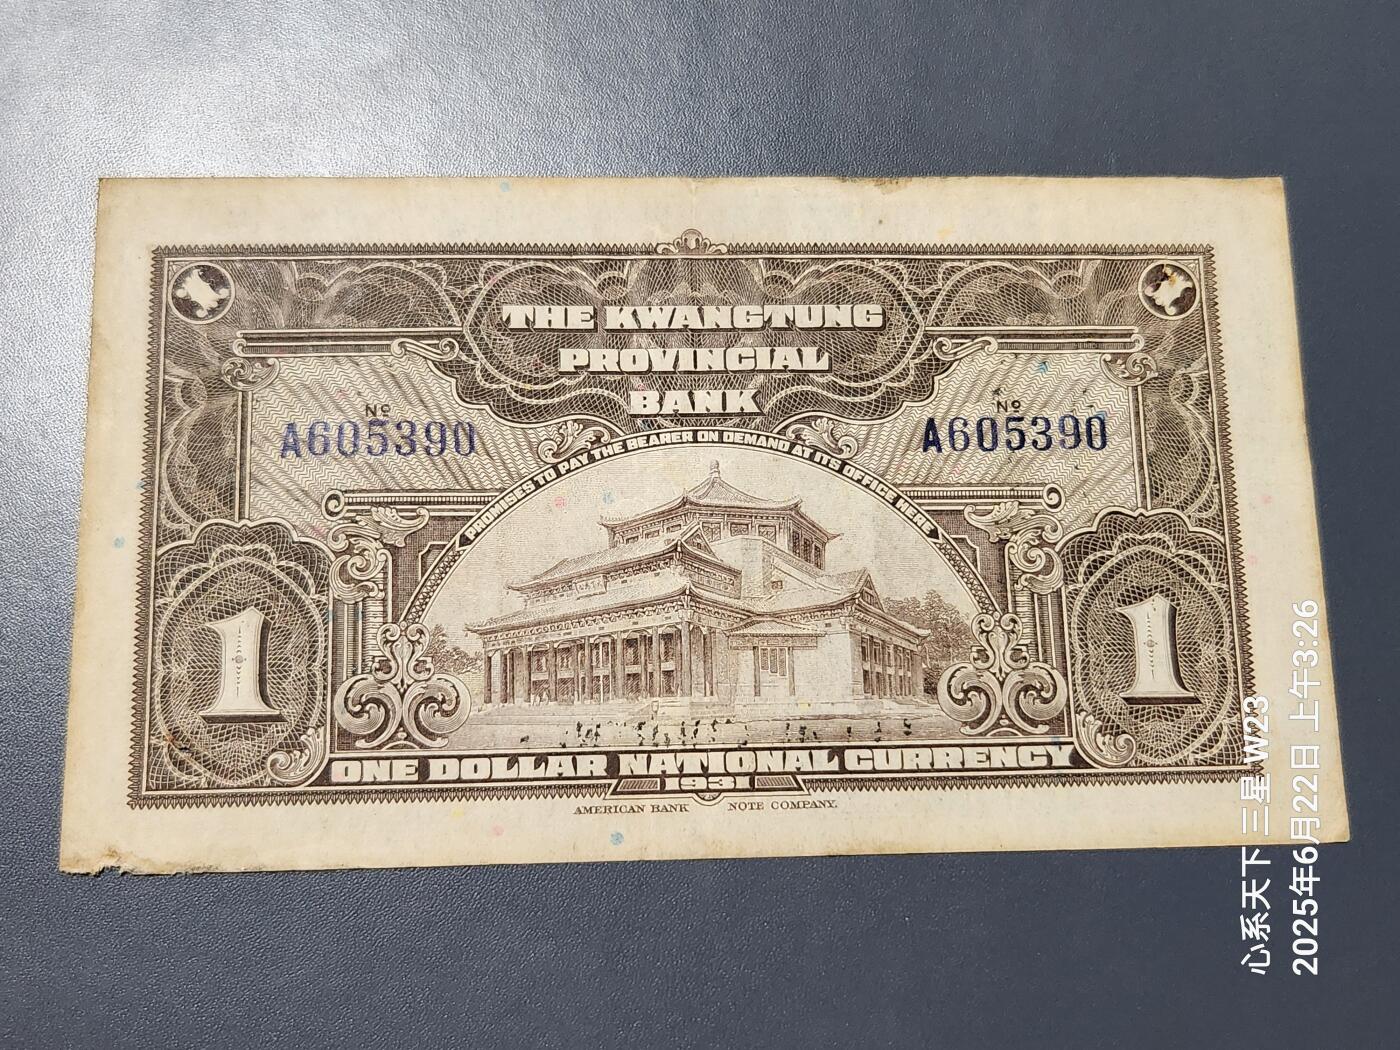 THE KWANGTUNG
PROVINCIAL
BANK
No
A605390
No
A605390
PROMISES TO PAY THE BEARER ON DEMAND AT ITS OFFICE HERE
1
1
ONE DOLLAR NATIONAL CURRENCY
1931
AMERICAN BANK NOTE COMPANY.
心系天下 三星 W23
2025年6月22日 上午3:26